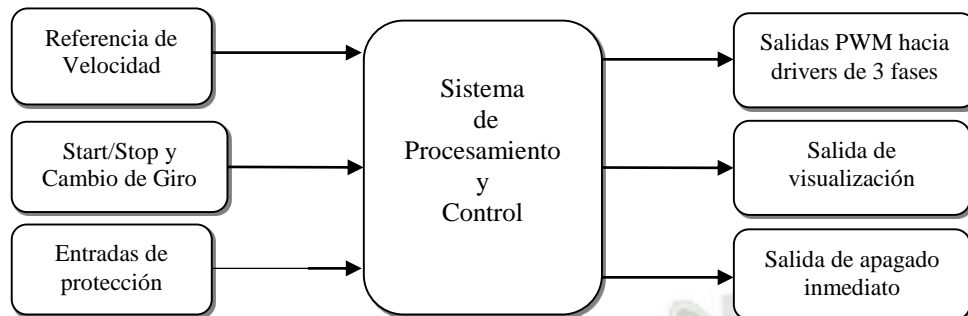 Referencia de
Velocidad
Start/Stop y
Cambio de Giro
Entradas de
protección
Sistema
de
Procesamiento
y
Control
Salidas PWM hacia
drivers de 3 fases
Salida de
visualización
Salida de apagado
inmediato